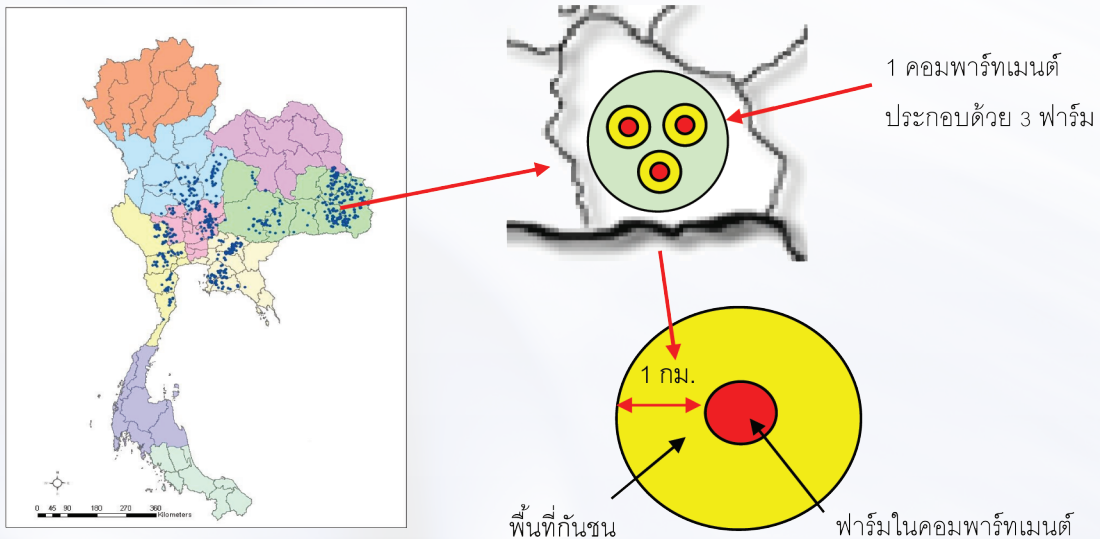 1 คอมพาร์ทเมนต์
ประกอบด้วย 3 ฟาร์ม
1 กม.
พื้นที่กันชน
ฟาร์มในคอมพาร์ทเมนต์
0 45 90 180 270 360
Kilometers